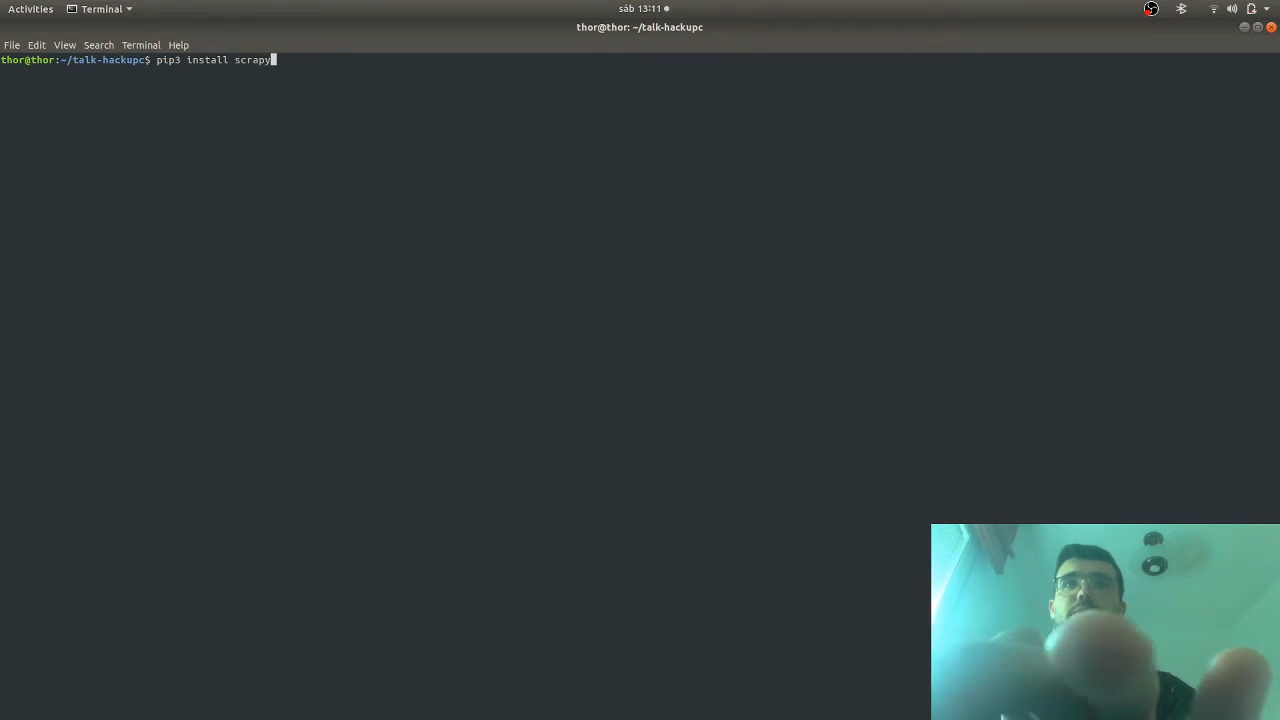 Activities Terminal sáb 13:11
thor@thor: ~/talk-hackupc
File Edit View Search Terminal Help
thor@thor:~/talk-hackupc$ pip3 install scrapy